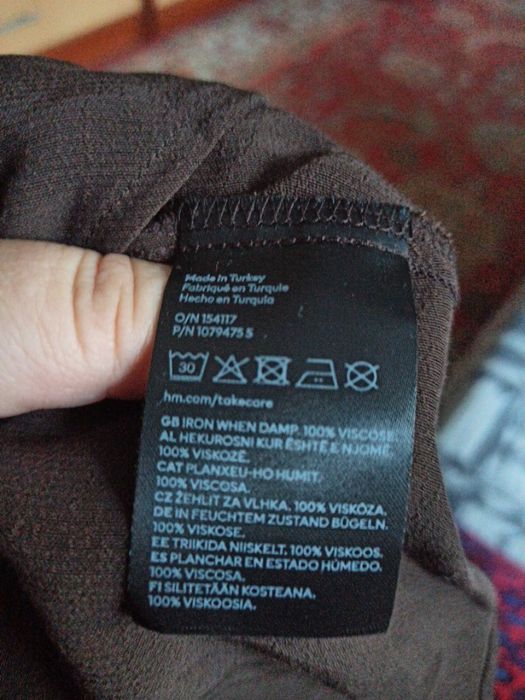 Made in Turkey
Fabriqué en Turquie
Hecho en Turquía
O/N 154117
P/N 1079475 5
30
hm.com/takecare
GB IRON WHEN DAMP. 100% VISCOSE
AL HEKUROSNI KUR ËSHTË E NJOMË.
100% VISKOZË.
CAT PLANXEU-HO HUMIT.
100% VISCOSA.
CZ ŽEHLIT ZA VLHKA. 100% VISKÓZA.
DE IN FEUCHTEM ZUSTAND BÜGELN.
100% VISKOSE.
EE TRIIKIDA NIISKELT. 100% VISKOOS.
ES PLANCHAR EN ESTADO HÚMEDO.
100% VISCOSA.
FI SILITETÄÄN KOSTEANA.
100% VISKOOSIA.